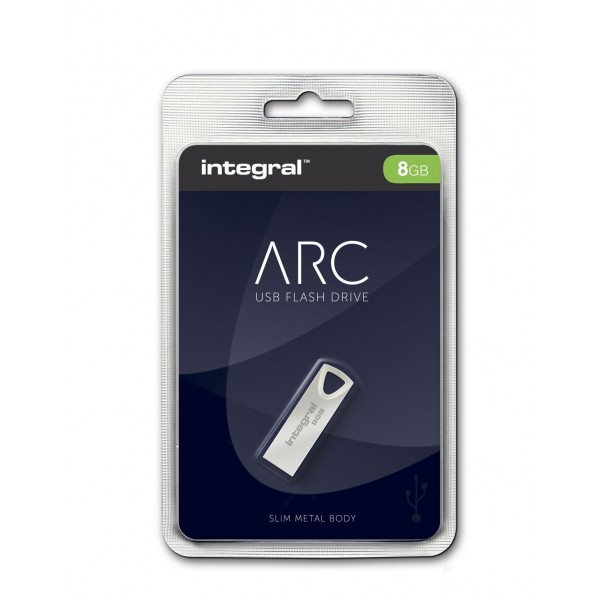 integral™
8GB
ARC
USB FLASH DRIVE
integral
8GB
SLIM METAL BODY